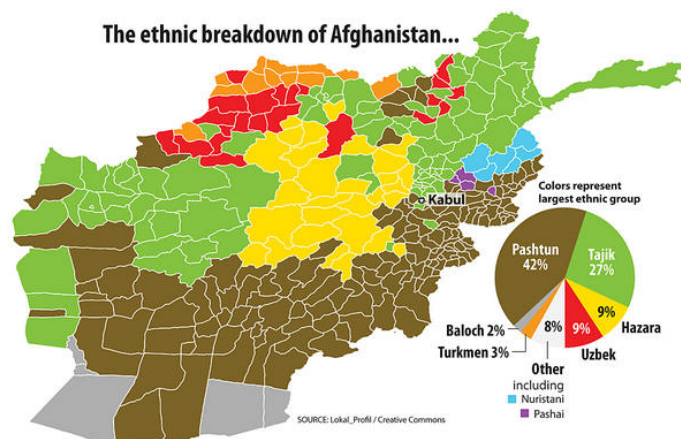 The ethnic breakdown of Afghanistan...
Kabul
Colors represent
largest ethnic group
Pashtun
42%
Tajik
27%
9%
Hazara
9%
Uzbek
8%
Other
including
Nuristani
Pashai
Baloch 2%
Turkmen 3%
SOURCE: Lokal_Profil / Creative Commons